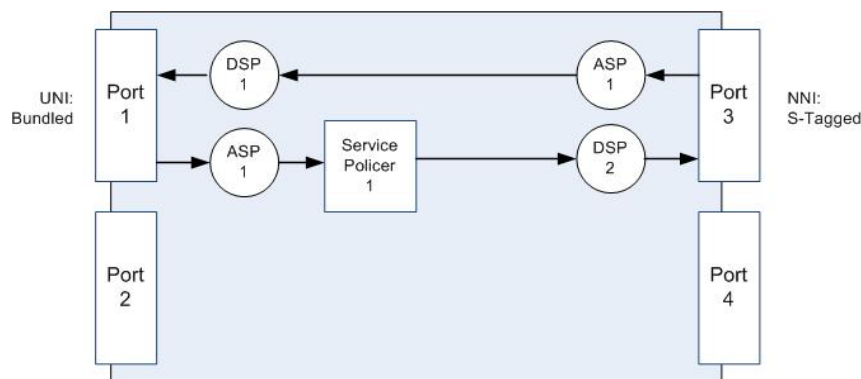 UNI:
Bundled
Port
1
DSP
1
ASP
1
Port
3
NNI:
S-Tagged
ASP
1
Service
Policer
1
DSP
2
Port
2
Port
4